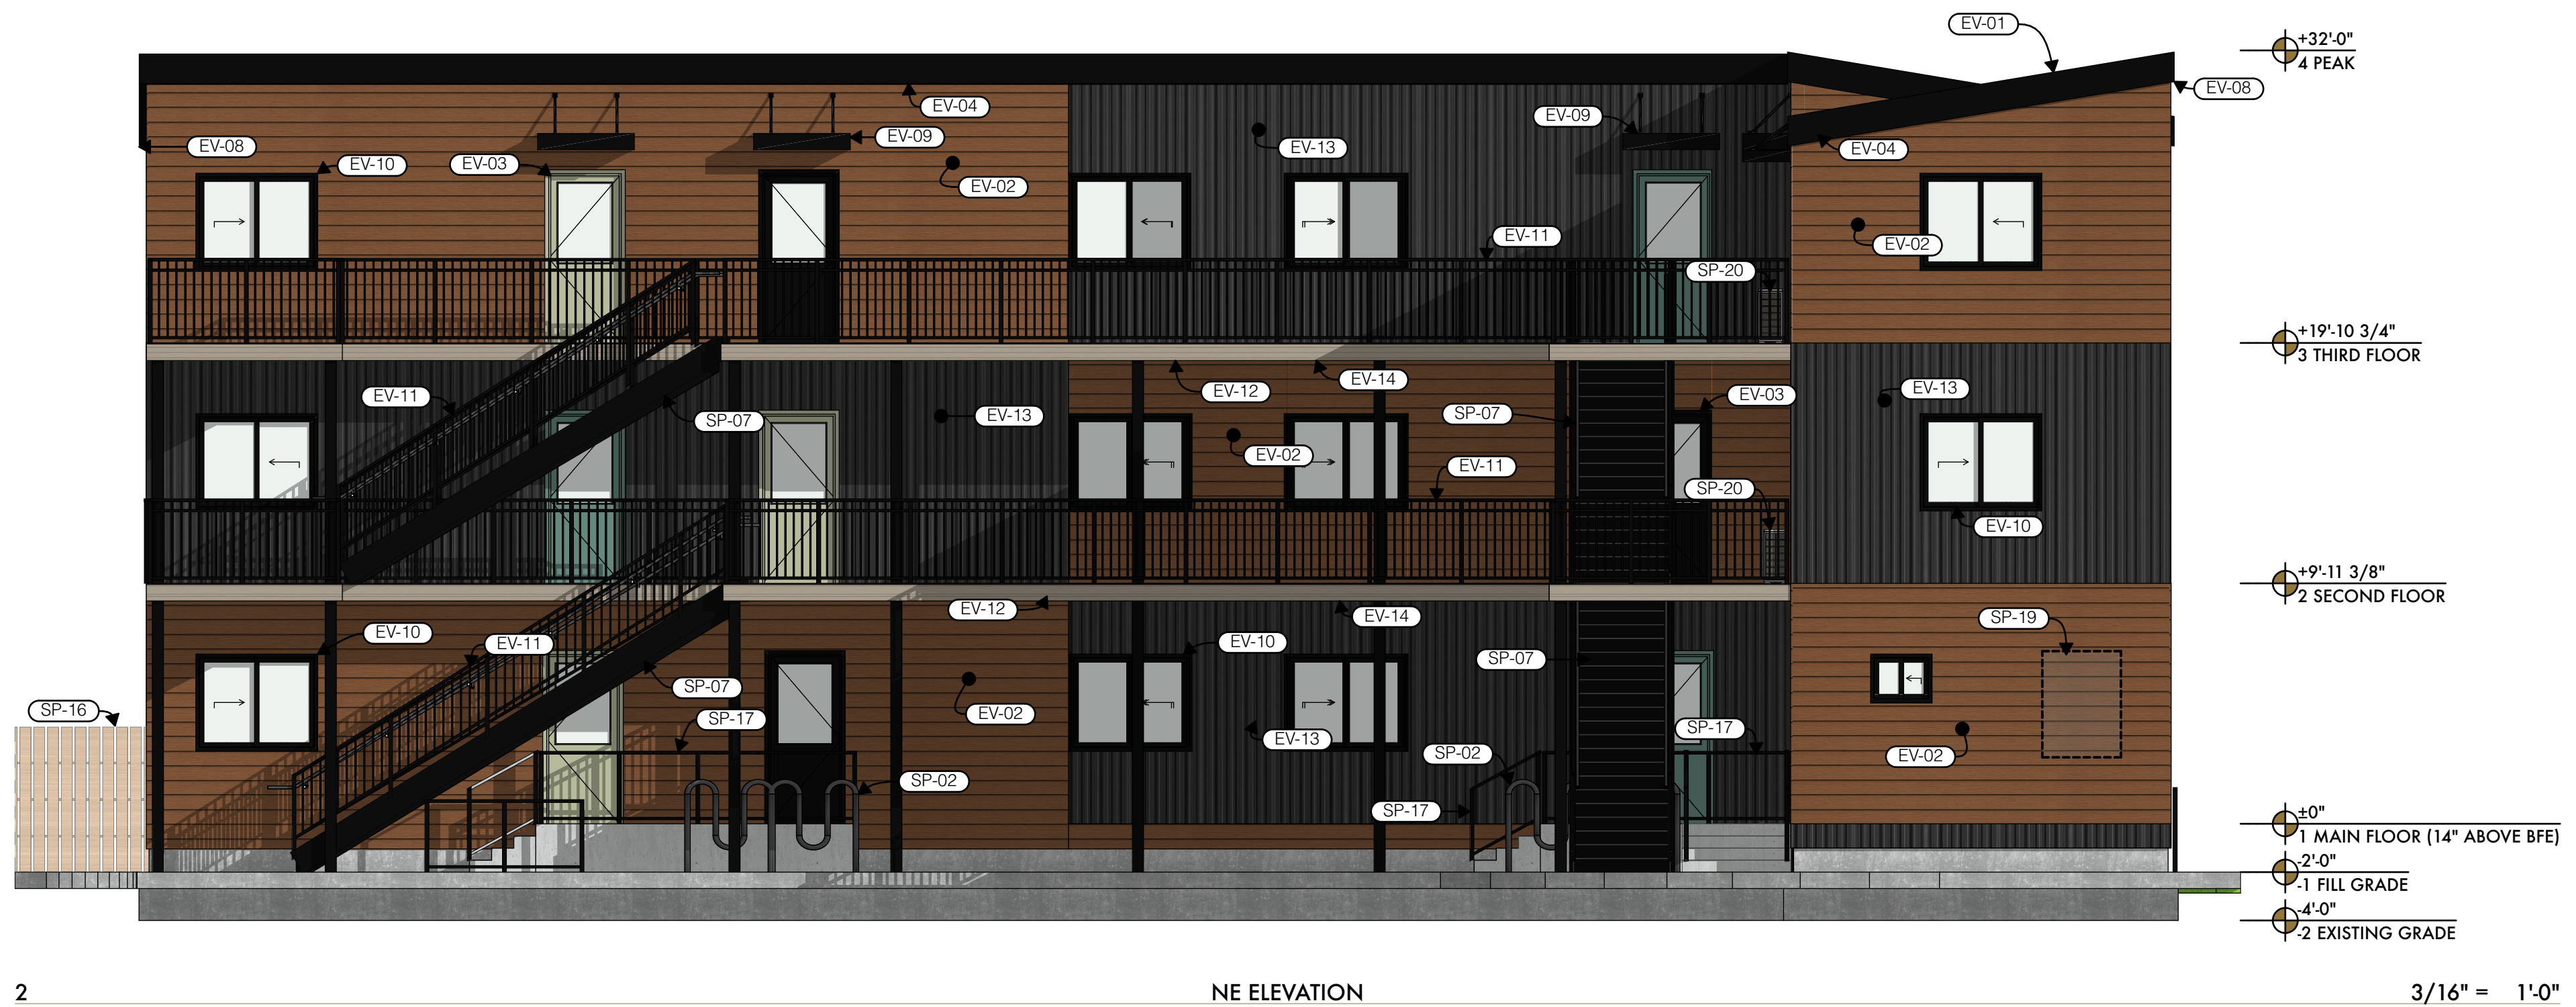 EV-01
+32'-0"
4 PEAK
EV-08
EV-04
EV-09
EV-09
EV-08
EV-10
EV-03
EV-13
EV-04
EV-02
EV-11
EV-02
SP-20
+19'-10 3/4"
3 THIRD FLOOR
EV-11
EV-12
EV-14
EV-03
EV-13
SP-07
EV-13
SP-07
EV-02
EV-11
SP-20
EV-10
+9'-11 3/8"
2 SECOND FLOOR
EV-12
EV-14
SP-19
EV-10
EV-11
EV-10
SP-07
SP-07
SP-16
SP-17
EV-02
EV-13
SP-17
SP-02
EV-02
SP-02
SP-17
±0"
1 MAIN FLOOR (14" ABOVE BFE)
-2'-0"
-1 FILL GRADE
-4'-0"
-2 EXISTING GRADE
2
NE ELEVATION
3/16" = 1'-0"